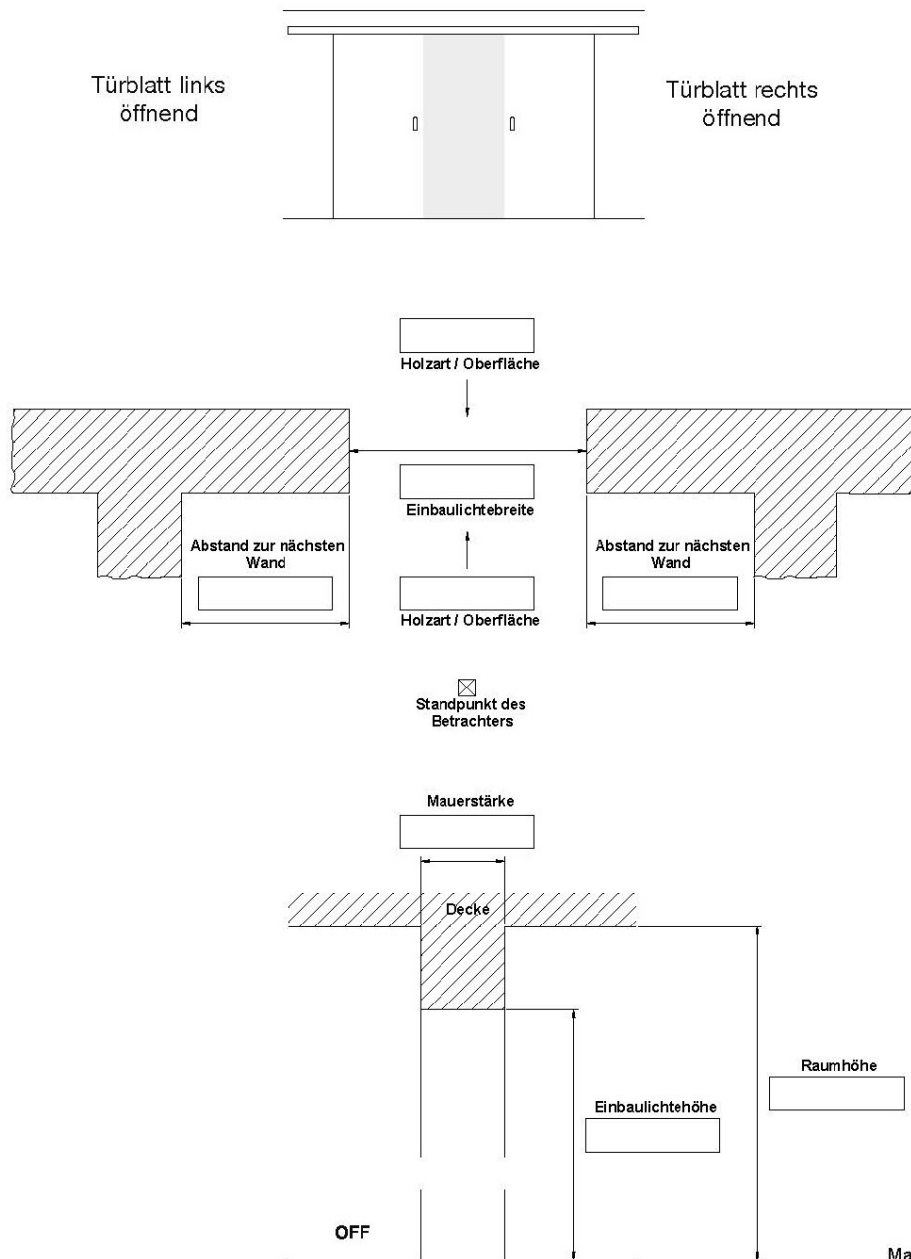 Türblatt links
öffnend
Türblatt rechts
öffnend
Holzart / Oberfläche
Einbaulichtebreite
Abstand zur nächsten
Wand
Abstand zur nächsten
Wand
Holzart / Oberfläche
Standpunkt des
Betrachters
Mauerstärke
Decke
Raumhöhe
Einbaulichtehöhe
OFF
Ma